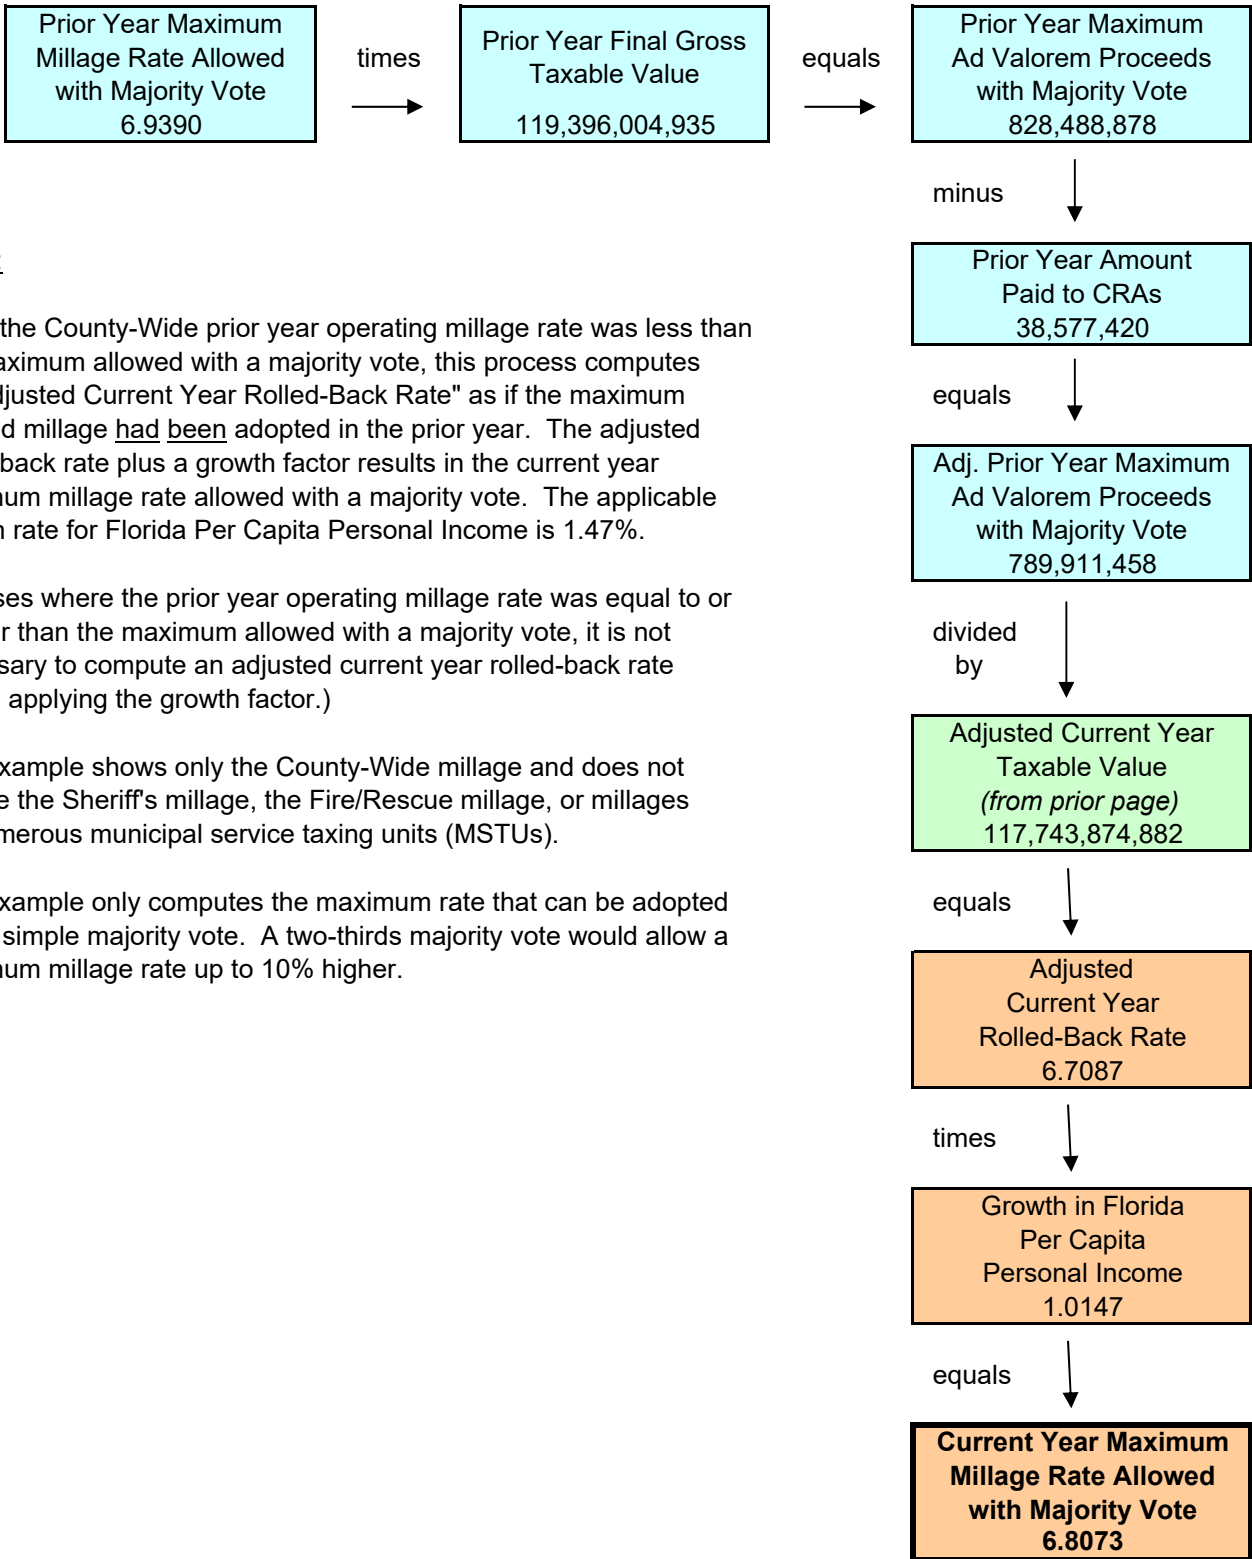 Prior Year Maximum
Millage Rate Allowed
with Majority Vote
6.9390
times
Prior Year Final Gross
Taxable Value
119,396,004,935
equals
Prior Year Maximum
Ad Valorem Proceeds
with Majority Vote
828,488,878
minus
Prior Year Amount
Paid to CRAs
38,577,420
equals
Adj. Prior Year Maximum
Ad Valorem Proceeds
with Majority Vote
789,911,458
divided
by
Adjusted Current Year
Taxable Value
(from prior page)
117,743,874,882
equals
Adjusted
Current Year
Rolled-Back Rate
6.7087
times
Growth in Florida
Per Capita
Personal Income
1.0147
equals
Current Year Maximum
Millage Rate Allowed
with Majority Vote
6.8073
the County-Wide prior year operating millage rate was less than
aximum allowed with a majority vote, this process computes
djusted Current Year Rolled-Back Rate" as if the maximum
d millage had been adopted in the prior year. The adjusted
back rate plus a growth factor results in the current year
num millage rate allowed with a majority vote. The applicable
n rate for Florida Per Capita Personal Income is 1.47%.
ses where the prior year operating millage rate was equal to or
r than the maximum allowed with a majority vote, it is not
sary to compute an adjusted current year rolled-back rate
applying the growth factor.)
xample shows only the County-Wide millage and does not
e the Sheriff's millage, the Fire/Rescue millage, or millages
merous municipal service taxing units (MSTUs).
xample only computes the maximum rate that can be adopted
simple majority vote. A two-thirds majority vote would allow a
num millage rate up to 10% higher.